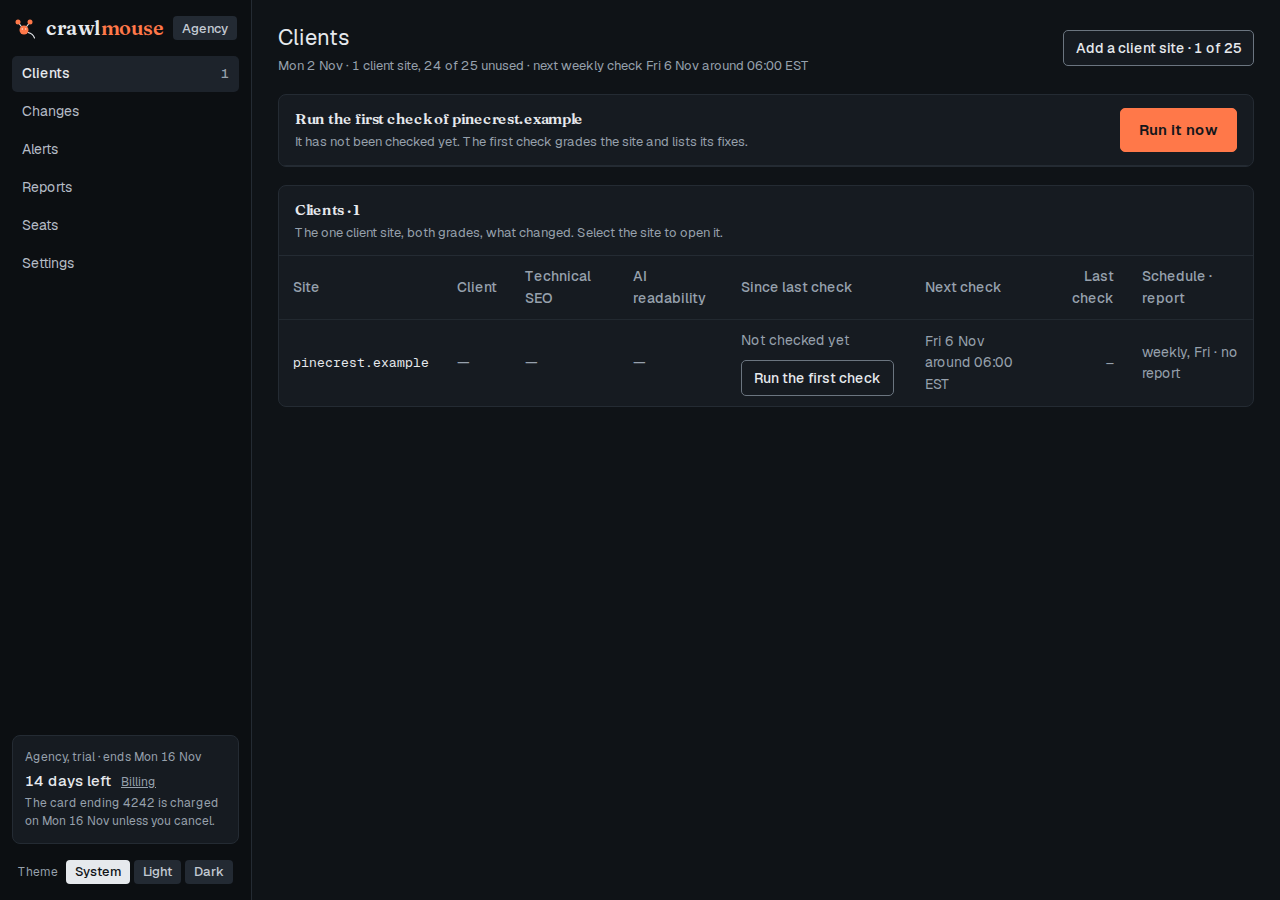 crawlmouse Agency
Clients 1
Changes
Alerts
Reports
Seats
Settings
Agency, trial · ends Mon 16 Nov
14 days left Billing
The card ending 4242 is charged
on Mon 16 Nov unless you cancel.
Theme System Light Dark
Clients
Mon 2 Nov · 1 client site, 24 of 25 unused · next weekly check Fri 6 Nov around 06:00 EST
Add a client site · 1 of 25
Run the first check of pinecrest.example
It has not been checked yet. The first check grades the site and lists its fixes.
Run it now
Clients · 1
The one client site, both grades, what changed. Select the site to open it.
Site Client Technical SEO AI readability Since last check Next check Last check Schedule · report
pinecrest.example — — — Not checked yet
Run the first check
Fri 6 Nov
around 06:00
EST
–
weekly, Fri · no
report